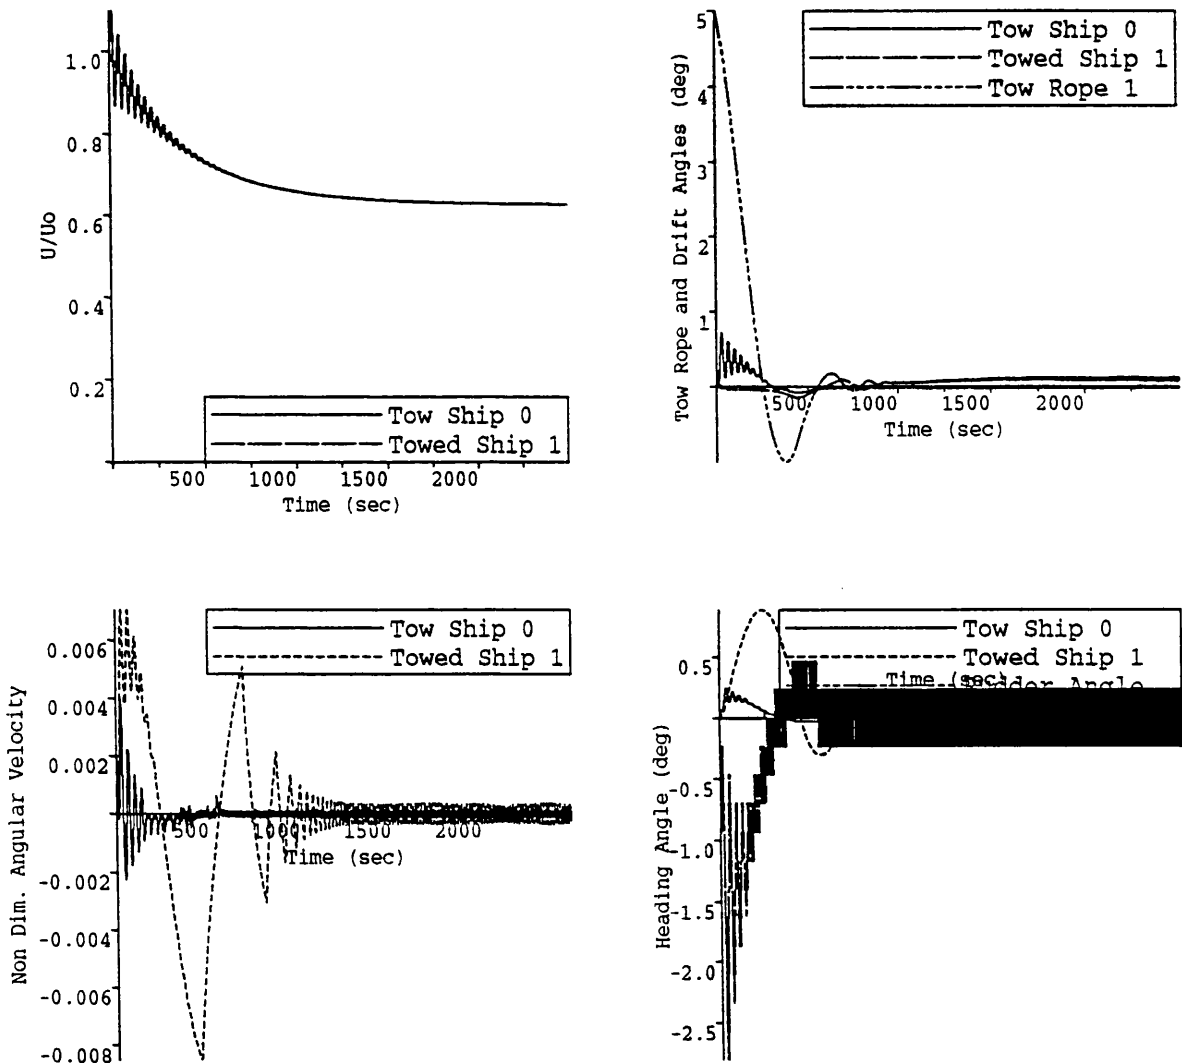 1.0
0.8
0.6
0.4
0.2
U/Uo
Tow Ship 0
Towed Ship 1
500 1000 1500 2000
Time (sec)
5
4
3
2
1
Tow Rope and Drift Angles (deg)
Tow Ship 0
Towed Ship 1
Tow Rope 1
500 1000 1500 2000
Time (sec)
0.006
0.004
0.002
-0.002
-0.004
-0.006
-0.008
Non Dim. Angular Velocity
Tow Ship 0
Towed Ship 1
500 1000 1500 2000
Time (sec)
0.5
-0.5
-1.0
-1.5
-2.0
-2.5
Heading Angle (deg)
Tow Ship 0
Towed Ship 1
Time (sec)
Rudder Angle